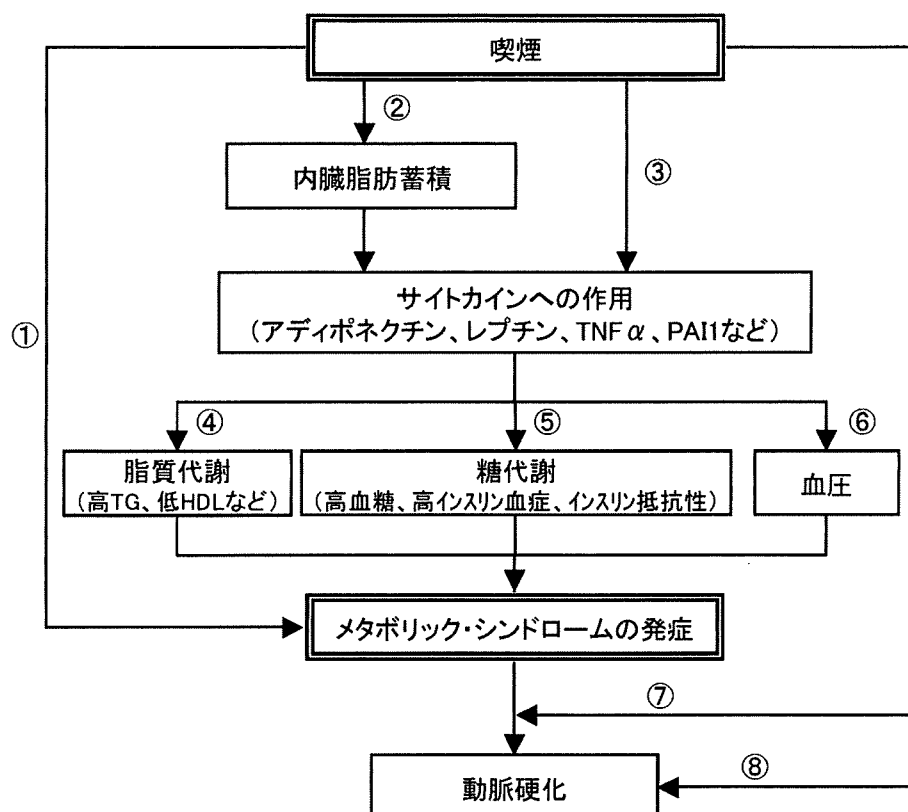 喫煙
②
内臓脂肪蓄積
③
サイトカインへの作用
(アディポネクチン、レプチン、TNFα、PAI1など)
①
④
⑤
⑥
脂質代謝
(高TG、低HDLなど)
糖代謝
(高血糖、高インスリン血症、インスリン抵抗性)
血圧
メタボリック・シンドロームの発症
⑦
動脈硬化
⑧